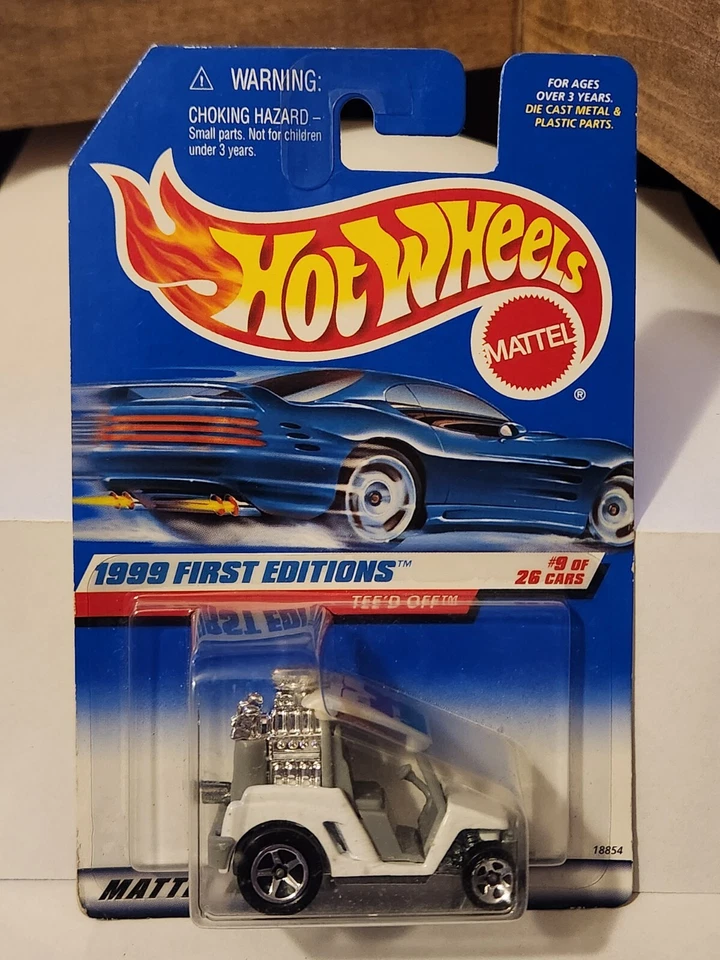 ⚠ WARNING:
CHOKING HAZARD –
Small parts. Not for children
under 3 years.
FOR AGES
OVER 3 YEARS.
DIE CAST METAL &
PLASTIC PARTS.
HOT WHEELS
MATTEL
®
1999 FIRST EDITIONS™
#9 OF
26 CARS
TEE'D OFF™
18854
MATT